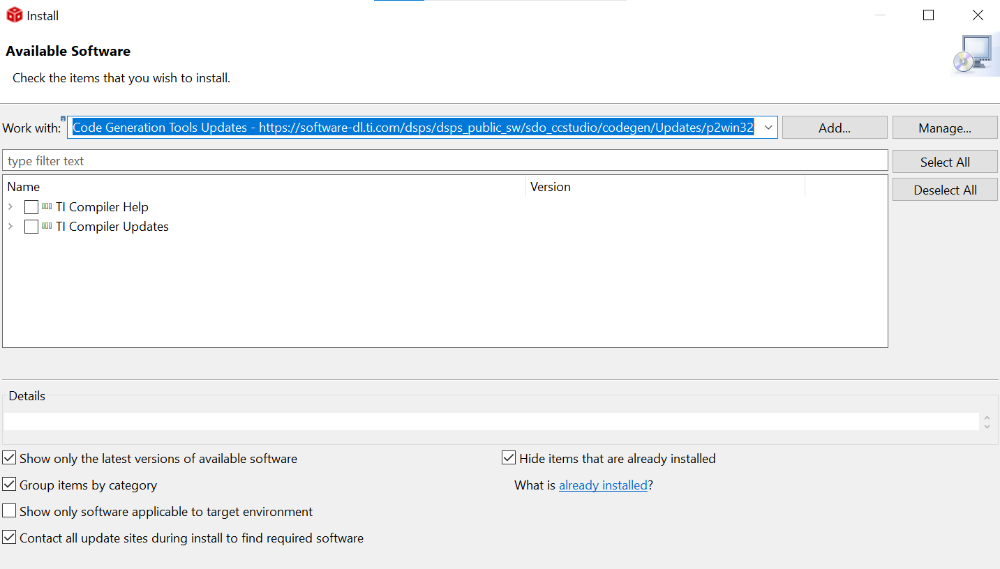 Install
Available Software
Check the items that you wish to install.
Work with: Code Generation Tools Updates - https://software-dl.ti.com/dsps/dsps_public_sw/sdo_ccstudio/codegen/Updates/p2win32 Add... Manage...
type filter text Select All
Name Version Deselect All
TI Compiler Help
TI Compiler Updates
Details
Show only the latest versions of available software Hide items that are already installed
Group items by category What is already installed?
Show only software applicable to target environment
Contact all update sites during install to find required software